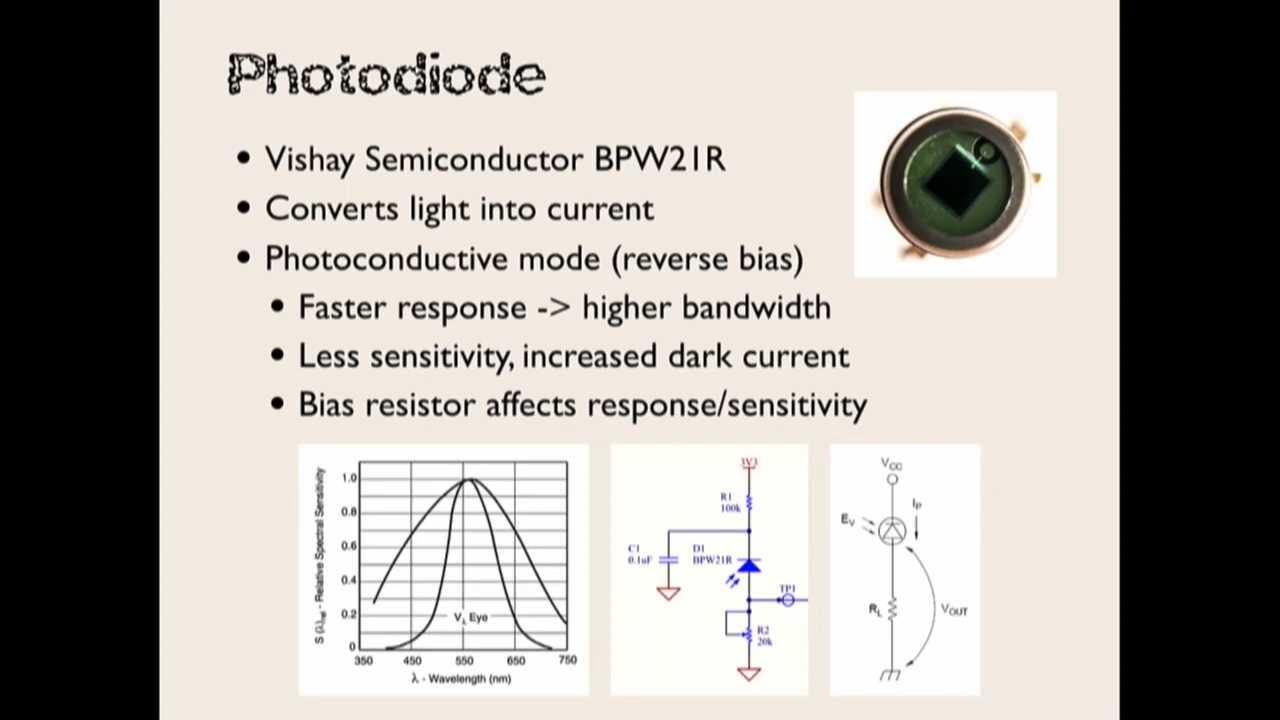 Photodiode
• Vishay Semiconductor BPW21R
• Converts light into current
• Photoconductive mode (reverse bias)
• Faster response -> higher bandwidth
• Less sensitivity, increased dark current
• Bias resistor affects response/sensitivity
S (λ)rel - Relative Spectral Sensitivity
1.0
0.8
0.6
0.4
0.2
0
Vλ Eye
350 450 550 650 750
λ - Wavelength (nm)
3V3
R1
100k
C1
0.1uF
D1
BPW21R
TP1
R2
20k
VCC
IP
EV
RL
VOUT